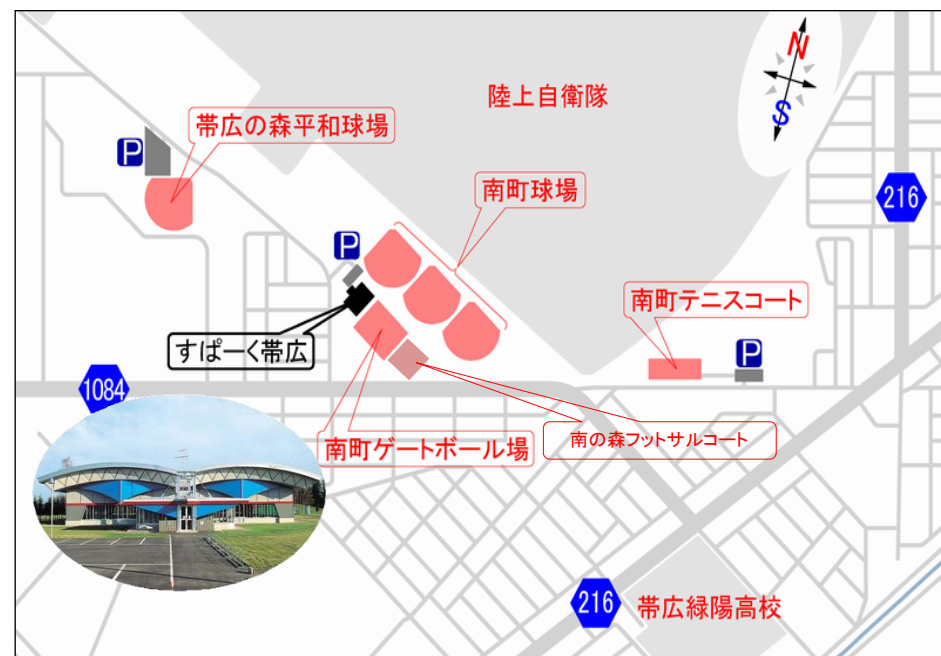 N
S
陸上自衛隊
帯広の森平和球場
P
南町球場
216
P
南町テニスコート
すぱーく帯広
P
1084
南町ゲートボール場
南の森フットサルコート
216
帯広緑陽高校